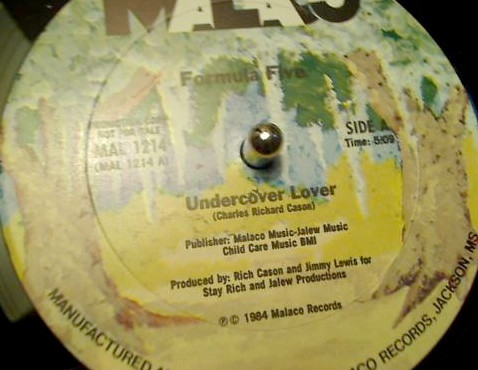 MALACO
Formula Five
NOT FOR SALE
MAL 1214
(MAL 1214 A)
SIDE
Time: 5:09
Undercover Lover
(Charles Richard Cason)
Publisher: Malaco Music-Jalew Music
Child Care Music BMI
Produced by: Rich Cason and Jimmy Lewis for
Stay Rich and Jalew Productions
℗ © 1984 Malaco Records
MANUFACTURED
MALACO RECORDS, JACKSON, MS